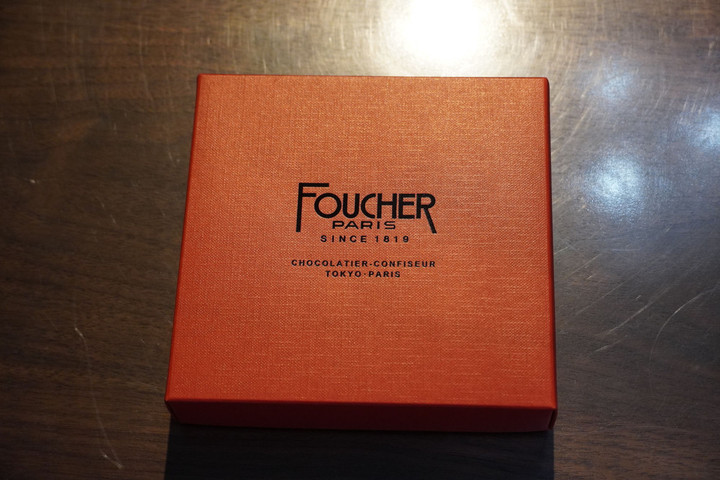 FOUCHER
PARIS
SINCE 1819
CHOCOLATIER-CONFISEUR
TOKYO·PARIS